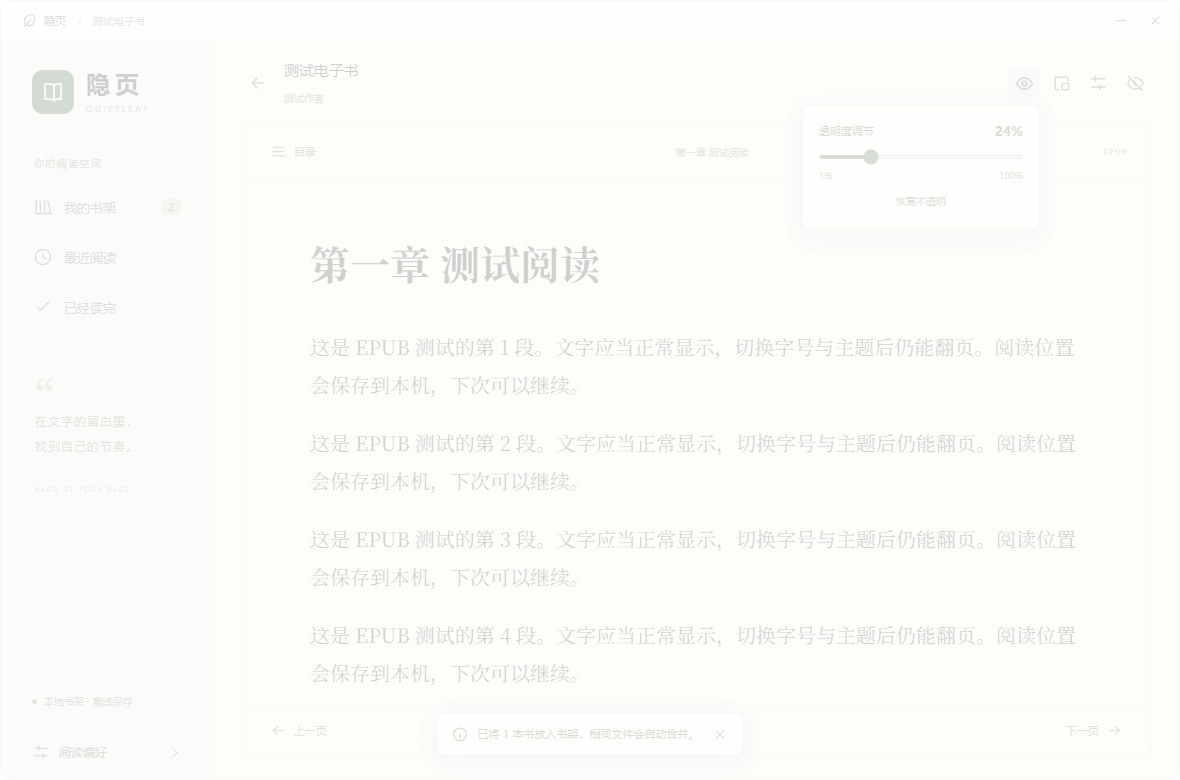 隐页 / 测试电子书
隐页
QUIETLEAF
你的阅读空间
我的书架 2
最近阅读
已经读完
“
在文字的留白里，
找到自己的节奏。
READ AT YOUR PACE
本地书架 · 离线保存
阅读偏好
测试电子书
测试作者
透明度调节 24%
1% 100%
恢复不透明
目录
第一章 测试阅读
EPUB
第一章 测试阅读
这是 EPUB 测试的第 1 段。文字应当正常显示，切换字号与主题后仍能翻页。阅读位置
会保存到本机，下次可以继续。
这是 EPUB 测试的第 2 段。文字应当正常显示，切换字号与主题后仍能翻页。阅读位置
会保存到本机，下次可以继续。
这是 EPUB 测试的第 3 段。文字应当正常显示，切换字号与主题后仍能翻页。阅读位置
会保存到本机，下次可以继续。
这是 EPUB 测试的第 4 段。文字应当正常显示，切换字号与主题后仍能翻页。阅读位置
会保存到本机，下次可以继续。
上一页
已将 1 本书放入书架，相同文件会自动合并。
下一页